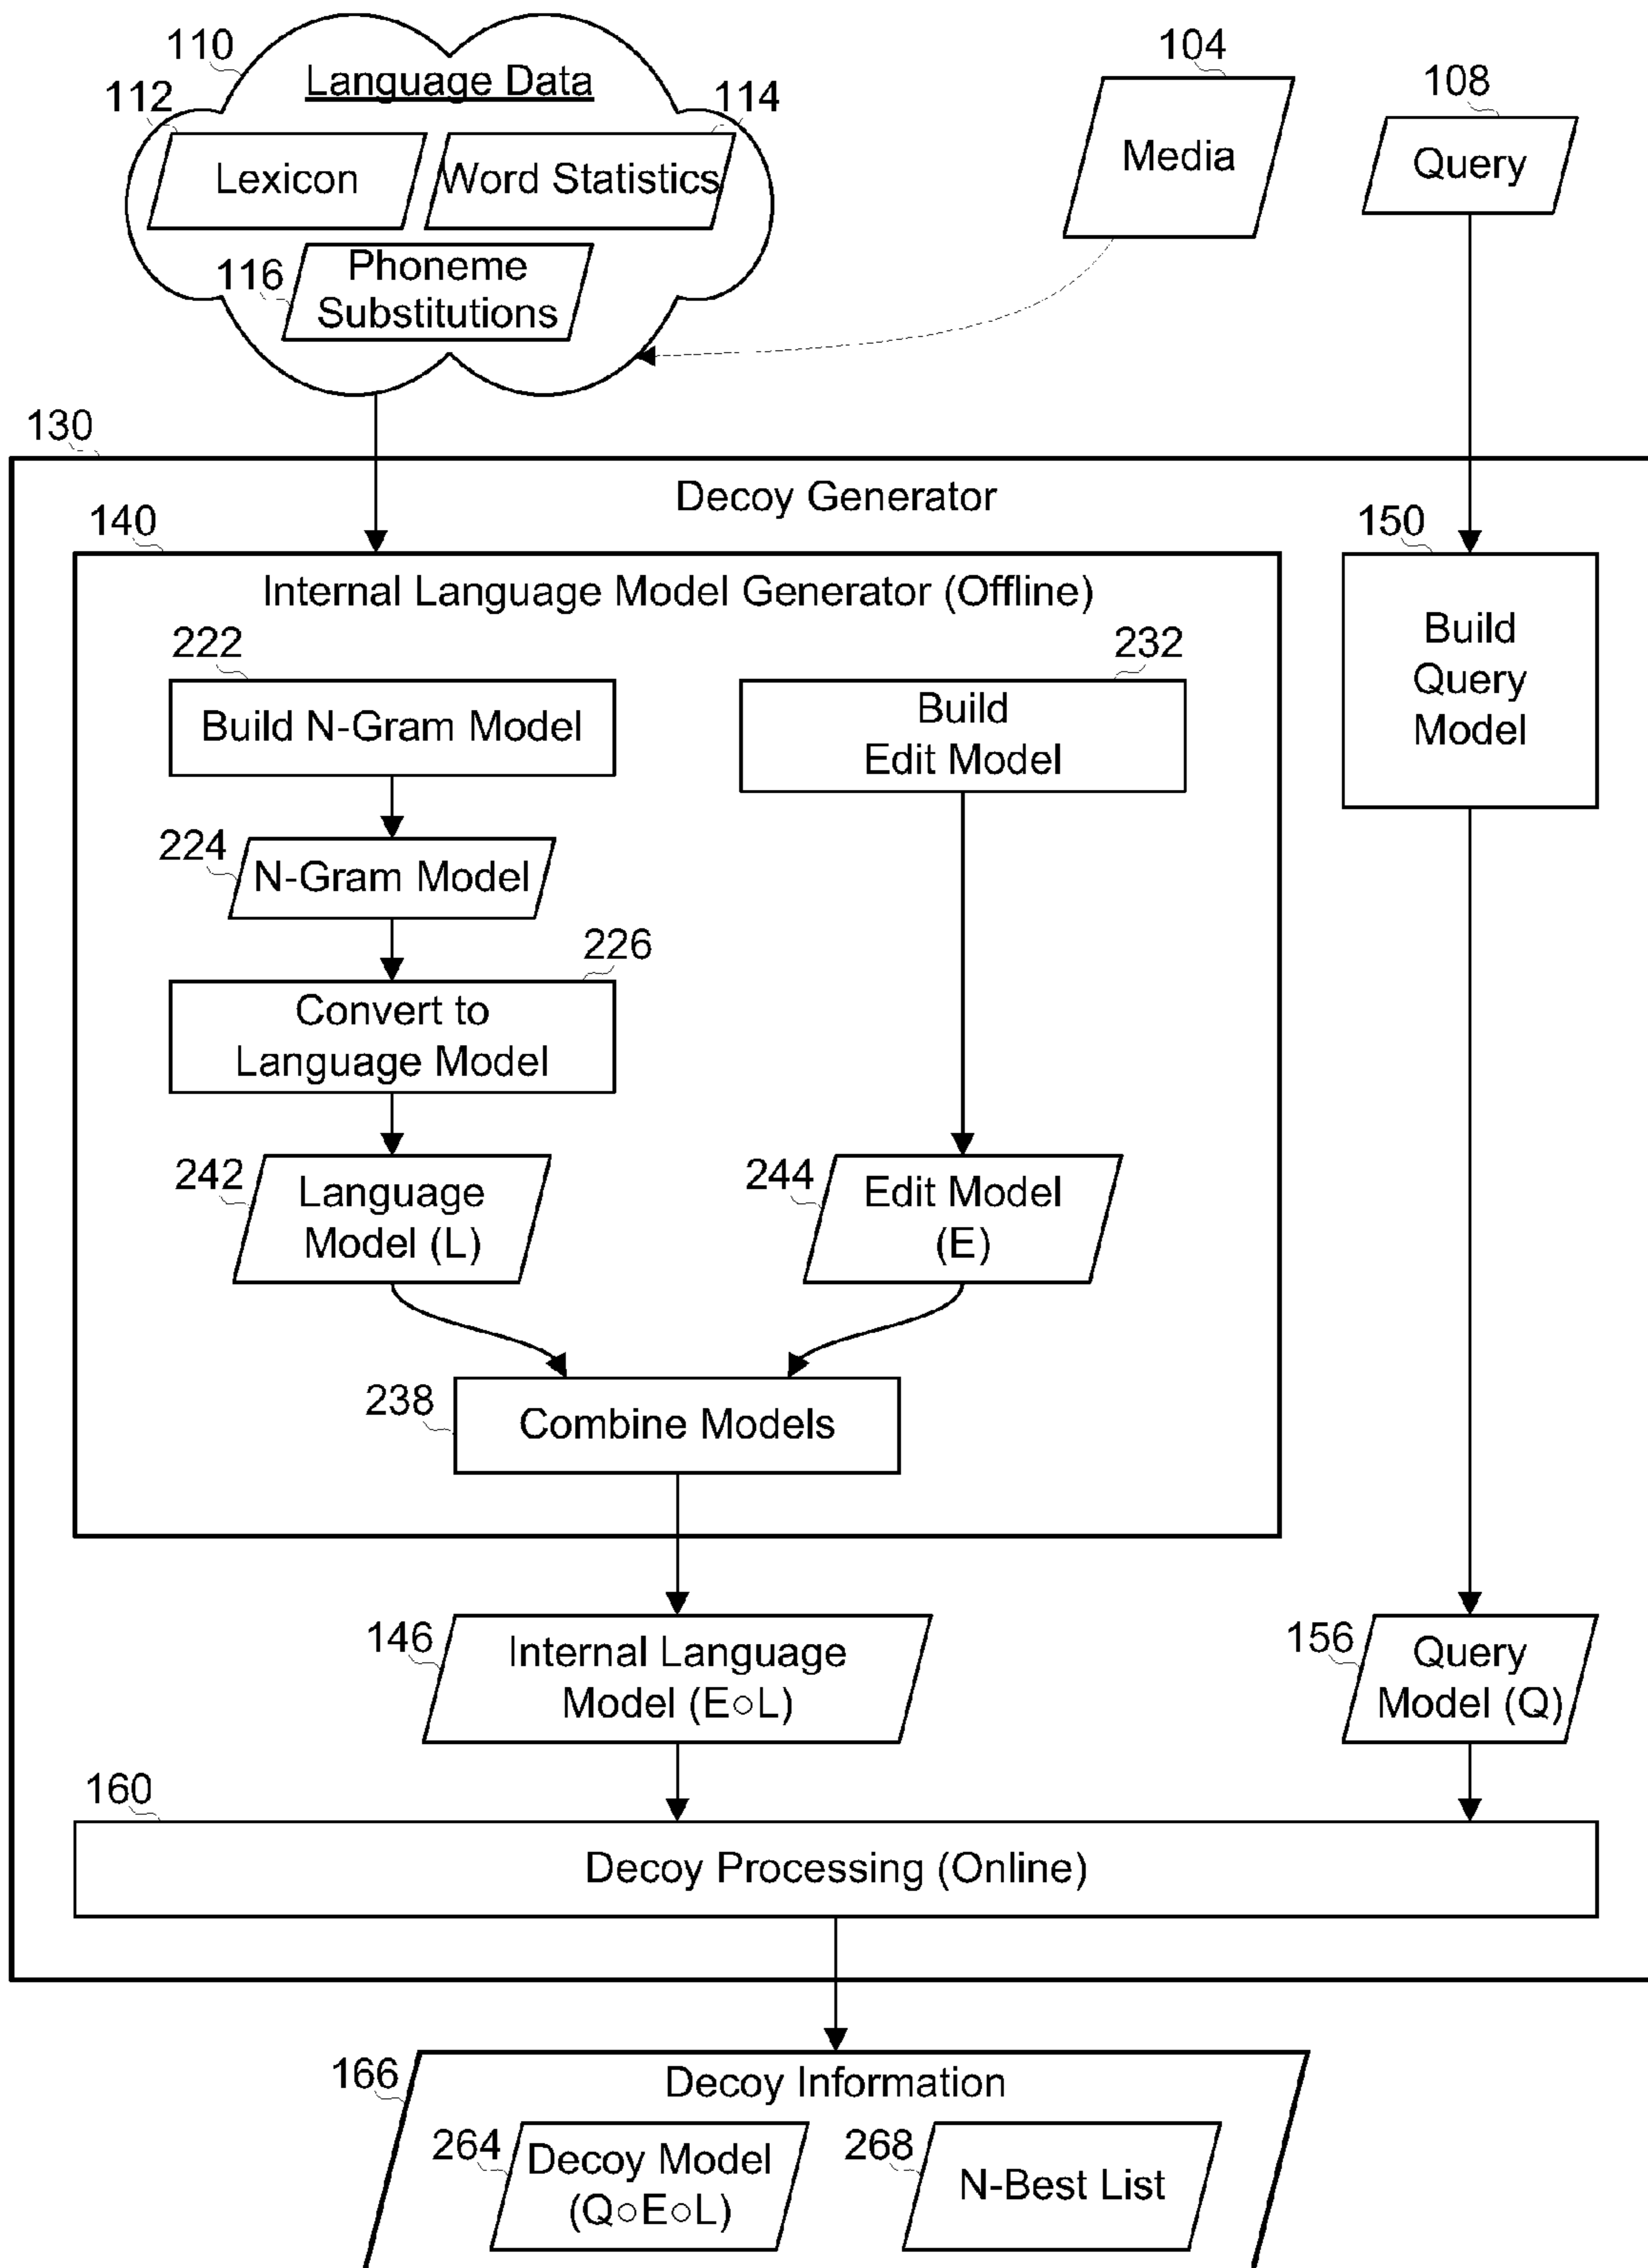 110
Language Data
112
114
Lexicon
Word Statistics
116
Phoneme
Substitutions
104
Media
108
Query
130
Decoy Generator
140
Internal Language Model Generator (Offline)
150
Build
Query
Model
222
Build N-Gram Model
232
Build
Edit Model
224
N-Gram Model
226
Convert to
Language Model
242
Language
Model (L)
244
Edit Model
(E)
238
Combine Models
146
Internal Language
Model (E○L)
156
Query
Model (Q)
160
Decoy Processing (Online)
166
Decoy Information
264
Decoy Model
(Q○E○L)
268
N-Best List